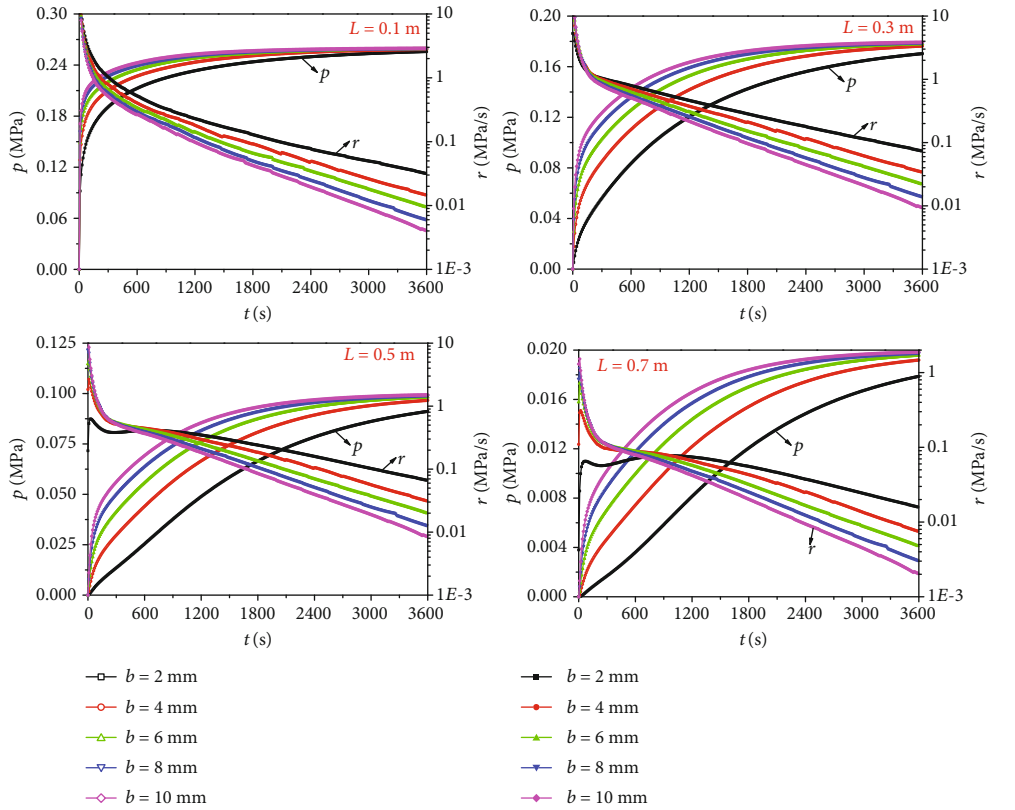 L = 0.1 m
p (MPa)
0.30
0.24
0.18
0.12
0.06
0.00
0 600 1200 1800 2400 3000 3600
t (s)
10
1
0.1
0.01
1E-3
r (MPa/s)
p
r
L = 0.3 m
p (MPa)
0.20
0.16
0.12
0.08
0.04
0.00
0 600 1200 1800 2400 3000 3600
t (s)
10
1
0.1
0.01
1E-3
r (MPa/s)
p
r
L = 0.5 m
p (MPa)
0.125
0.100
0.075
0.050
0.025
0.000
0 600 1200 1800 2400 3000 3600
t (s)
10
1
0.1
0.01
1E-3
r (MPa/s)
p
r
L = 0.7 m
p (MPa)
0.020
0.016
0.012
0.008
0.004
0.000
0 600 1200 1800 2400 3000 3600
t (s)
1
0.1
0.01
1E-3
r (MPa/s)
p
r
b = 2 mm
b = 4 mm
b = 6 mm
b = 8 mm
b = 10 mm
b = 2 mm
b = 4 mm
b = 6 mm
b = 8 mm
b = 10 mm